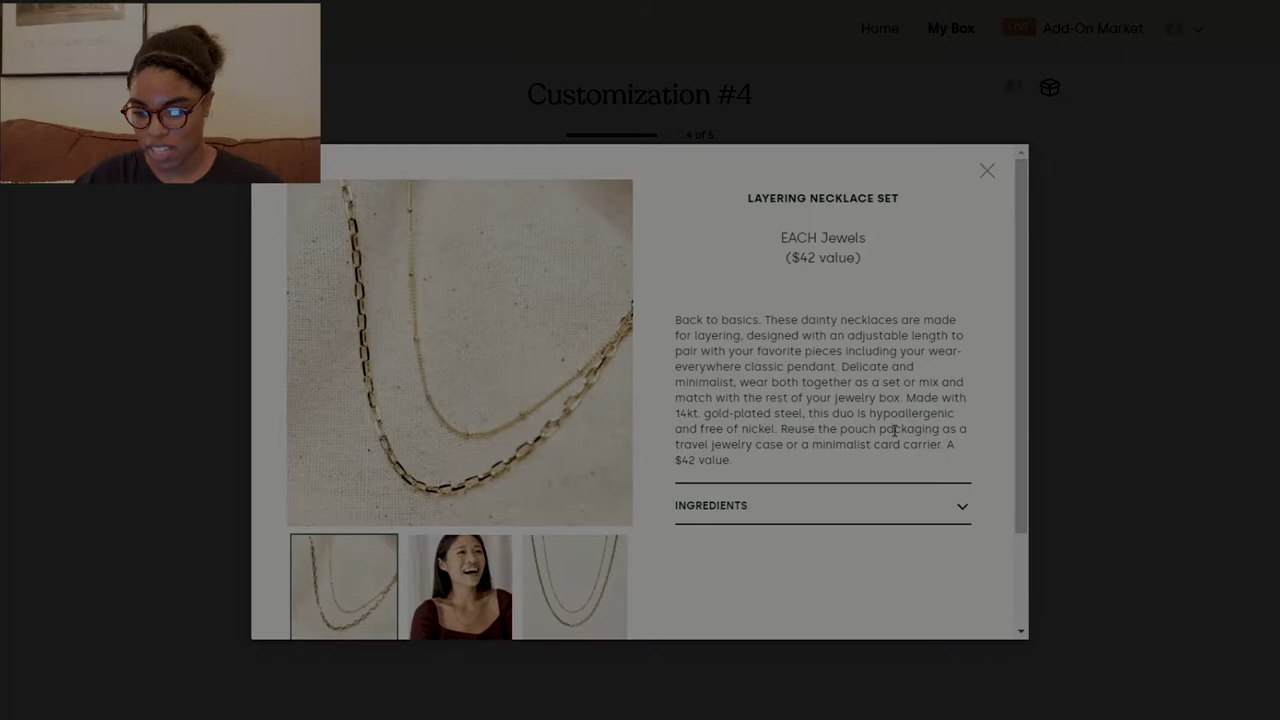 Home
My Box
LIVE
Add-On Market
Customization #4
4 of 5
LAYERING NECKLACE SET
EACH Jewels
($42 value)
Back to basics. These dainty necklaces are made
for layering, designed with an adjustable length to
pair with your favorite pieces including your wear-
everywhere classic pendant. Delicate and
minimalist, wear both together as a set or mix and
match with the rest of your jewelry box. Made with
14kt. gold-plated steel, this duo is hypoallergenic
and free of nickel. Reuse the pouch packaging as a
travel jewelry case or a minimalist card carrier. A
$42 value.
INGREDIENTS